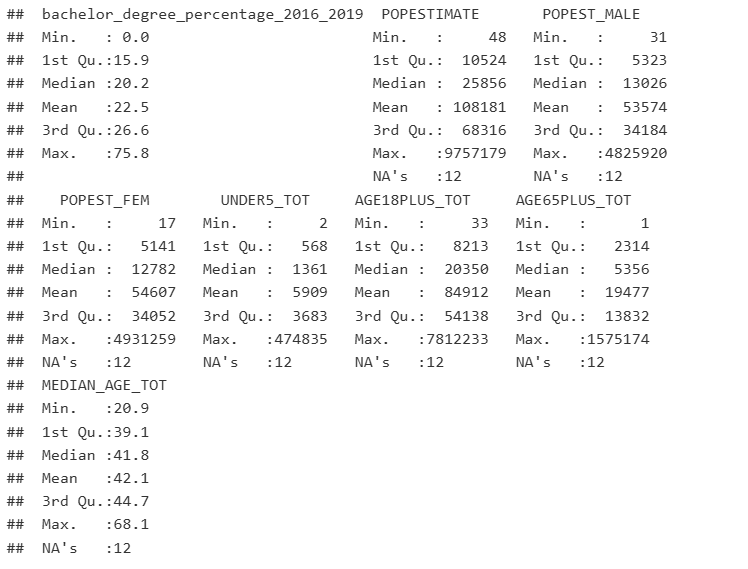 ##  bachelor_degree_percentage_2016_2019  POPESTIMATE       POPEST_MALE
##  Min.   : 0.0                          Min.   :     48   Min.   :     31
##  1st Qu.:15.9                          1st Qu.:  10524   1st Qu.:   5323
##  Median :20.2                          Median :  25856   Median :  13026
##  Mean   :22.5                          Mean   : 108181   Mean   :  53574
##  3rd Qu.:26.6                          3rd Qu.:  68316   3rd Qu.:  34184
##  Max.   :75.8                          Max.   :9757179   Max.   :4825920
##                                        NA's   :12        NA's   :12
##    POPEST_FEM        UNDER5_TOT     AGE18PLUS_TOT     AGE65PLUS_TOT
##  Min.   :     17   Min.   :     2   Min.   :     33   Min.   :      1
##  1st Qu.:   5141   1st Qu.:   568   1st Qu.:   8213   1st Qu.:   2314
##  Median :  12782   Median :  1361   Median :  20350   Median :   5356
##  Mean   :  54607   Mean   :  5909   Mean   :  84912   Mean   :  19477
##  3rd Qu.:  34052   3rd Qu.:  3683   3rd Qu.:  54138   3rd Qu.:  13832
##  Max.   :4931259   Max.   :474835   Max.   :7812233   Max.   :1575174
##  NA's   :12        NA's   :12       NA's   :12        NA's   :12
##  MEDIAN_AGE_TOT
##  Min.   :20.9
##  1st Qu.:39.1
##  Median :41.8
##  Mean   :42.1
##  3rd Qu.:44.7
##  Max.   :68.1
##  NA's   :12